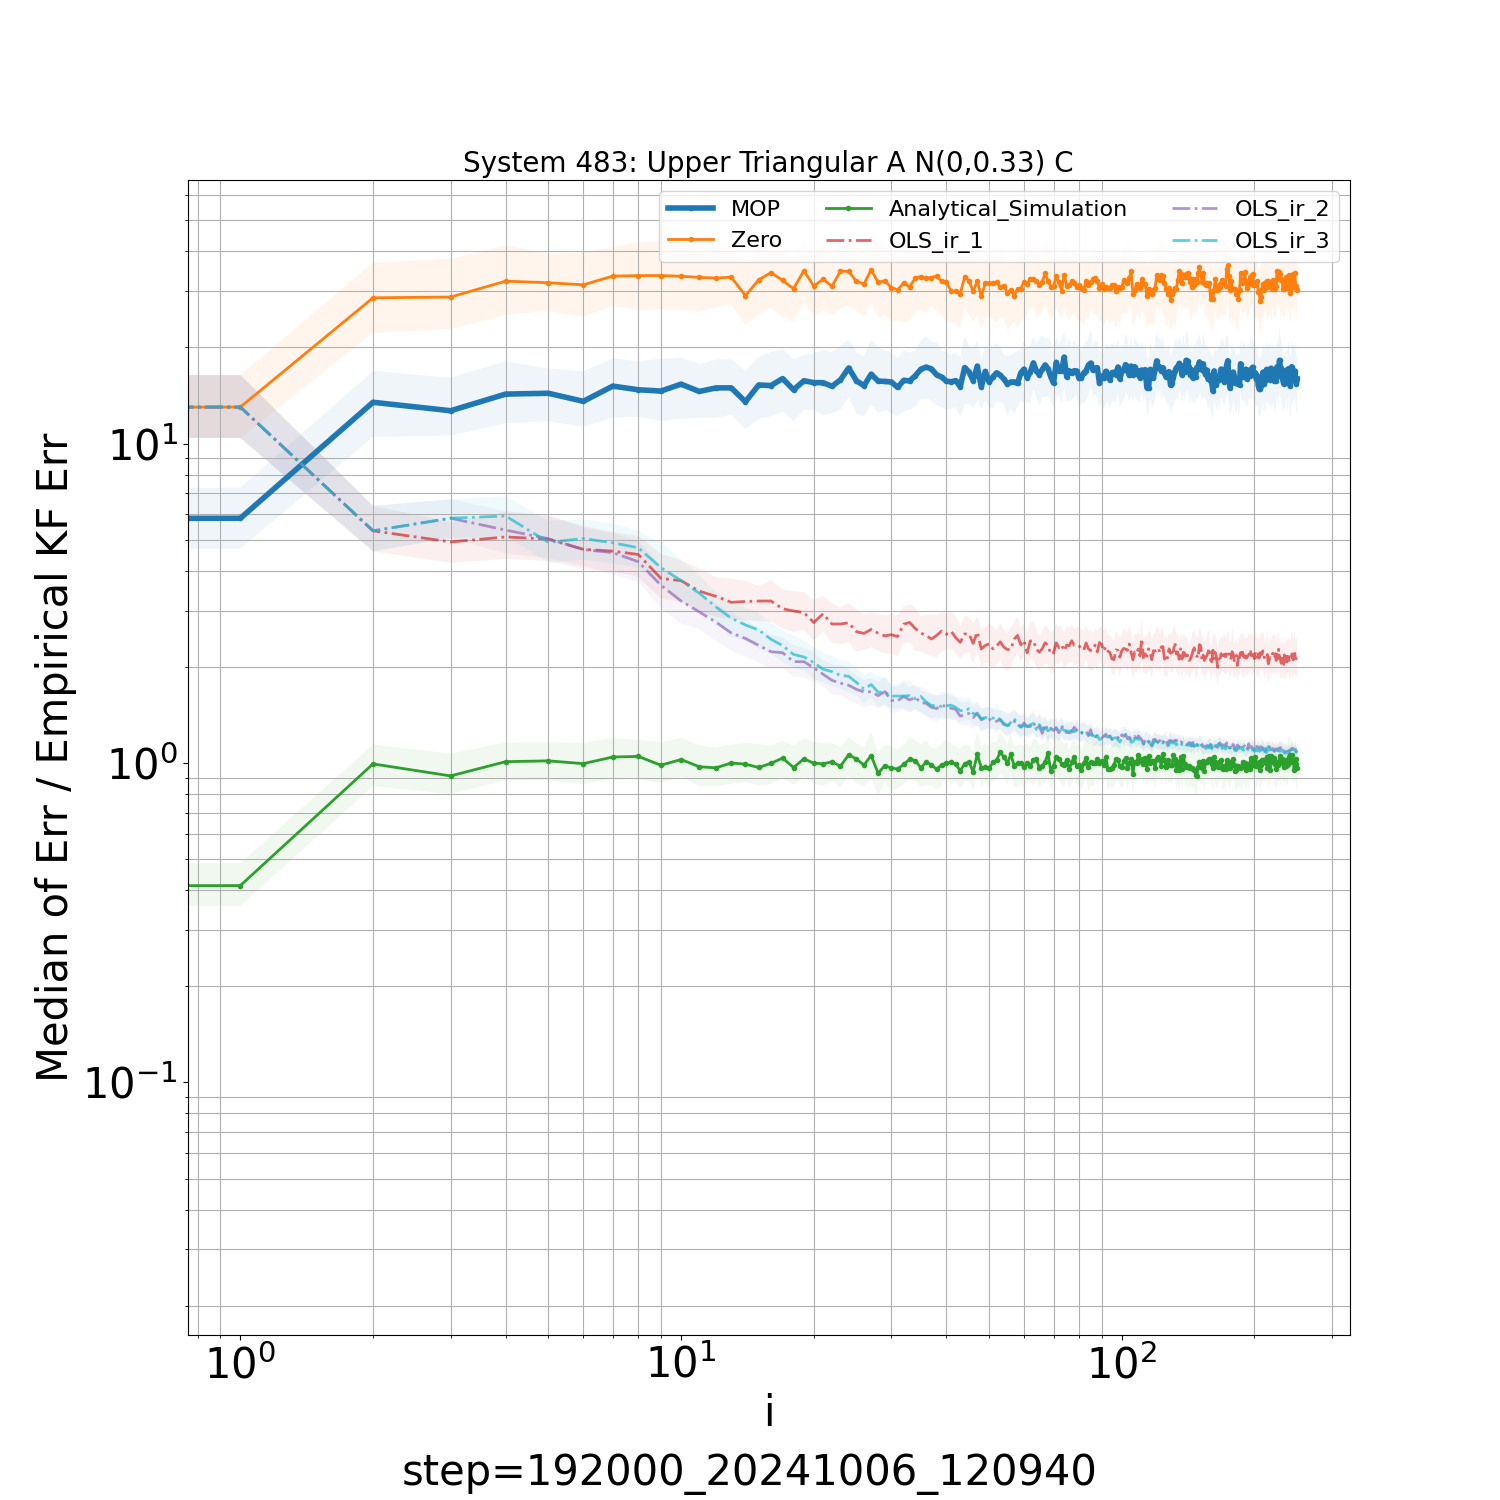 System 483: Upper Triangular A N(0,0.33) C
MOP
Zero
Analytical_Simulation
OLS_ir_1
OLS_ir_2
OLS_ir_3
Median of Err / Empirical KF Err
10¹
10⁰
10⁻¹
10⁰ 10¹ 10²
i
step=192000_20241006_120940